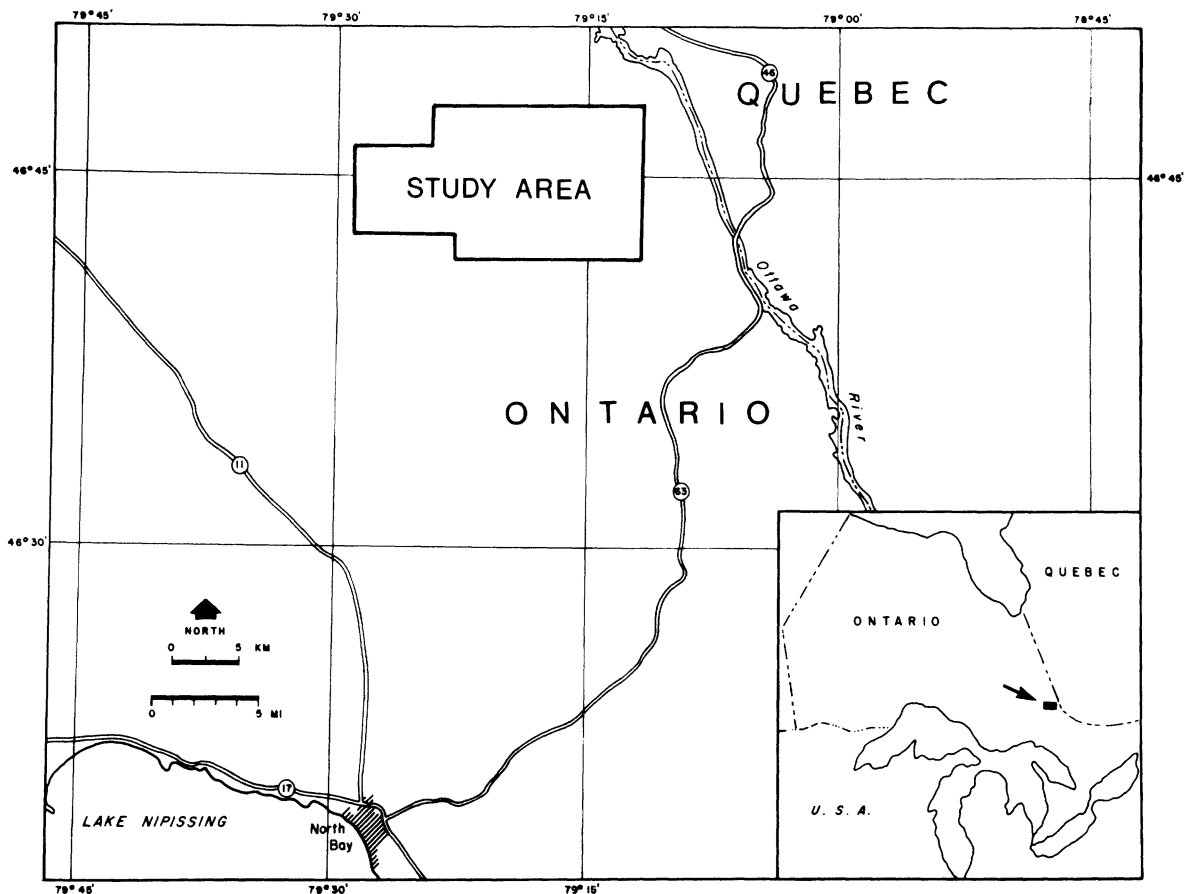 79° 45'
79° 30'
79° 15'
79° 00'
78° 45'
46
QUEBEC
46° 45'
46° 45'
STUDY AREA
Ottawa
River
ONTARIO
11
63
46° 30'
NORTH
0 5 KM
0 5 MI
17
LAKE NIPISSING
North
Bay
QUEBEC
ONTARIO
U. S. A.
79° 45'
79° 30'
79° 15'